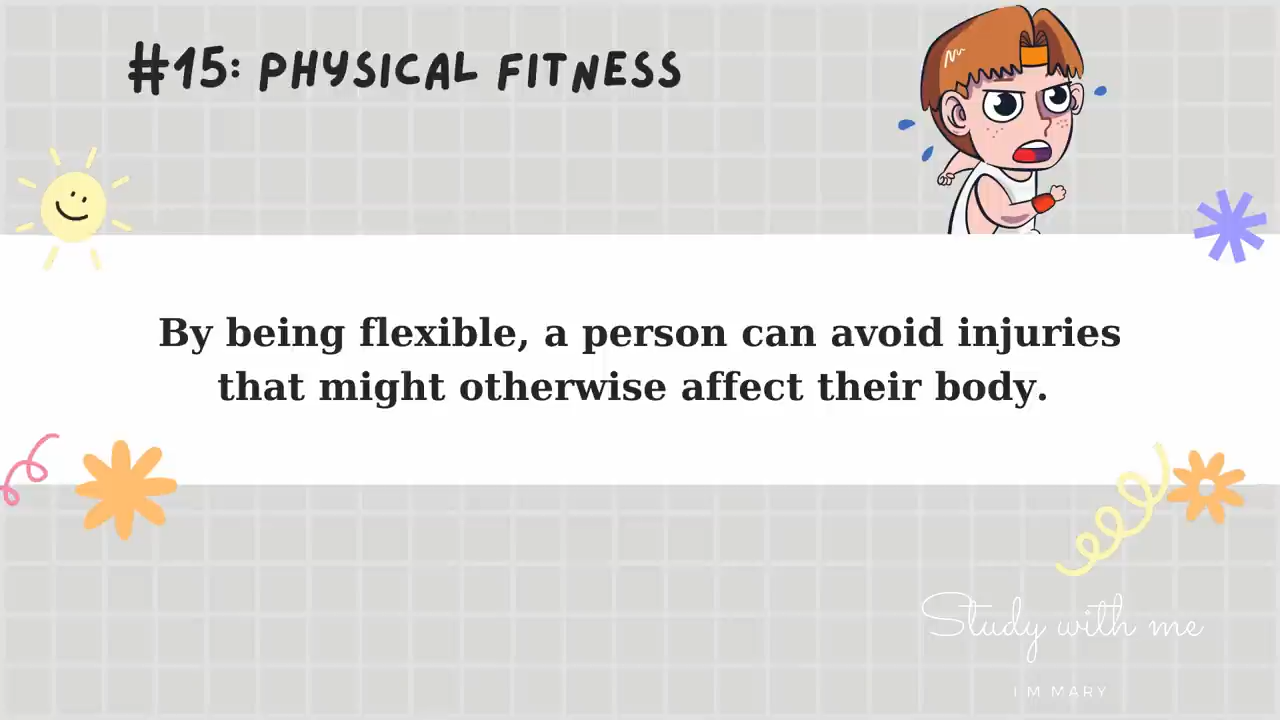 #15: PHYSICAL FITNESS
By being flexible, a person can avoid injuries
that might otherwise affect their body.
Study with me
I M MARY